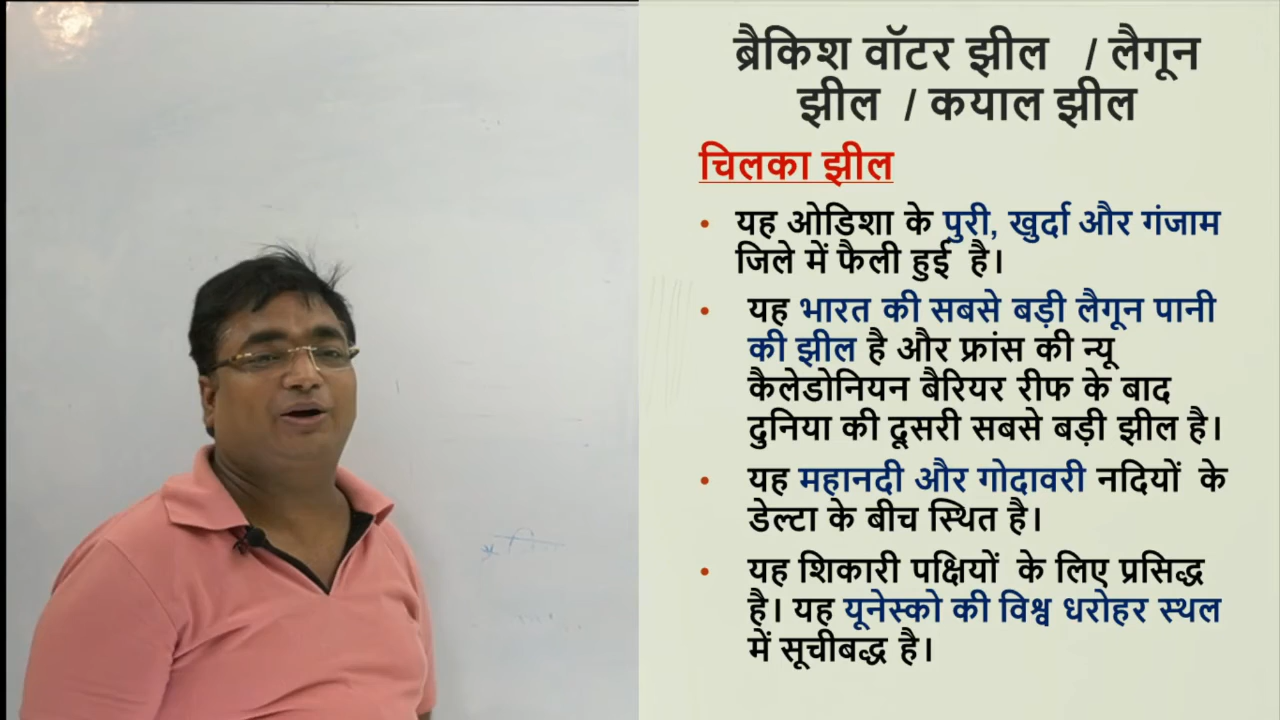 ब्रैकिश वॉटर झील / लैगून
झील / कयाल झील
चिलका झील
• यह ओडिशा के पुरी, खुर्दा और गंजाम
जिले में फैली हुई है।
• यह भारत की सबसे बड़ी लैगून पानी
की झील है और फ्रांस की न्यू
कैलेडोनियन बैरियर रीफ के बाद
दुनिया की दूसरी सबसे बड़ी झील है।
• यह महानदी और गोदावरी नदियों के
डेल्टा के बीच स्थित है।
• यह शिकारी पक्षियों के लिए प्रसिद्ध
है। यह यूनेस्को की विश्व धरोहर स्थल
में सूचीबद्ध है।